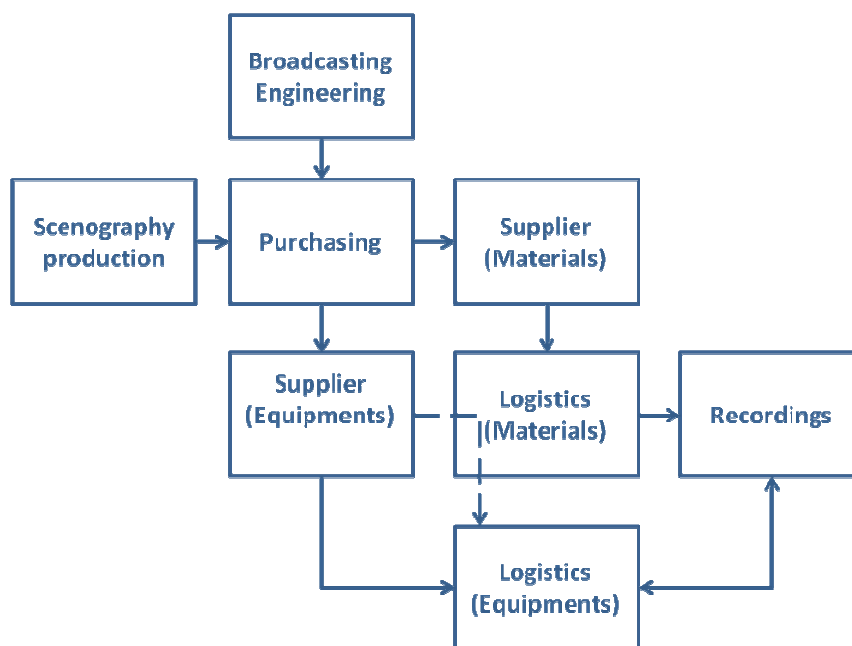 Broadcasting
Engineering
Scenography
production
Purchasing
Supplier
(Materials)
Supplier
(Equipments)
Logistics
(Materials)
Recordings
Logistics
(Equipments)